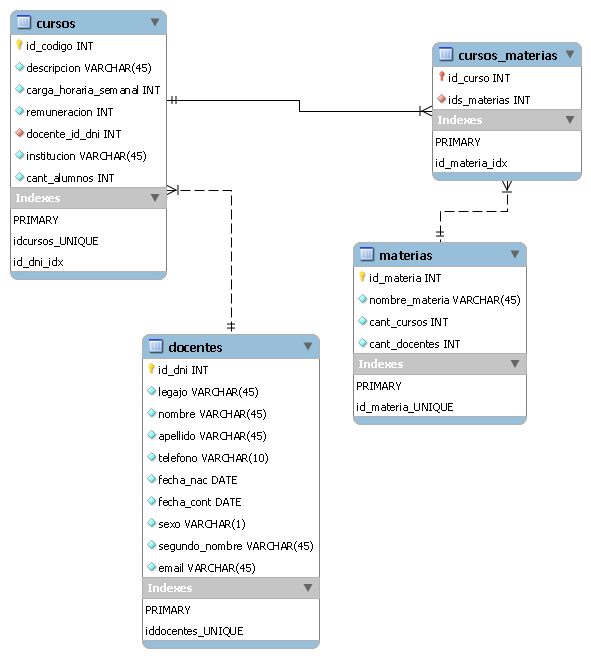 cursos
id_codigo INT
descripcion VARCHAR(45)
carga_horaria_semanal INT
remuneracion INT
docente_id_dni INT
institucion VARCHAR(45)
cant_alumnos INT
Indexes
PRIMARY
idcursos_UNIQUE
id_dni_idx
cursos_materias
id_curso INT
ids_materias INT
Indexes
PRIMARY
id_materia_idx
materias
id_materia INT
nombre_materia VARCHAR(45)
cant_cursos INT
cant_docentes INT
Indexes
PRIMARY
id_materia_UNIQUE
docentes
id_dni INT
legajo VARCHAR(45)
nombre VARCHAR(45)
apellido VARCHAR(45)
telefono VARCHAR(10)
fecha_nac DATE
fecha_cont DATE
sexo VARCHAR(1)
segundo_nombre VARCHAR(45)
email VARCHAR(45)
Indexes
PRIMARY
iddocentes_UNIQUE